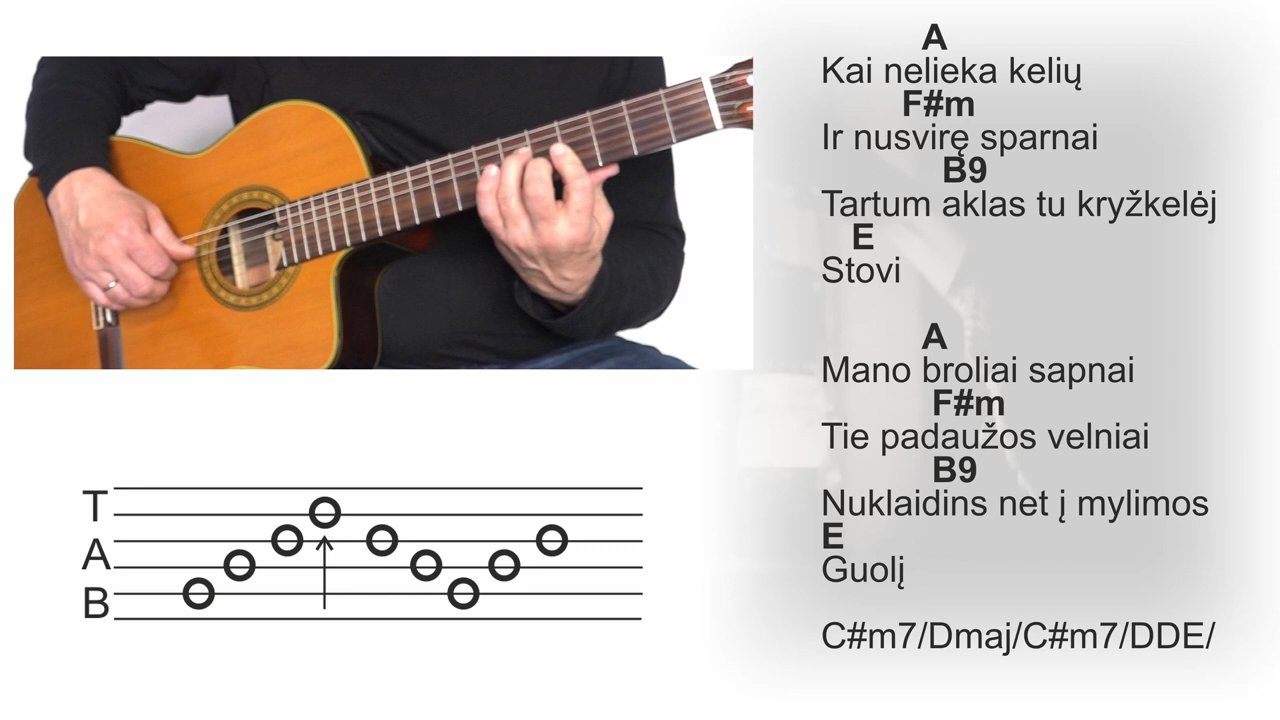 A
Kai nelieka kelių
F#m
Ir nusvirę sparnai
B9
Tartum aklas tu kryžkelėj
E
Stovi
A
Mano broliai sapnai
F#m
Tie padaužos velniai
B9
Nuklaidins net į mylimos
E
Guolį
C#m7/Dmaj/C#m7/DDE/
T
A
B